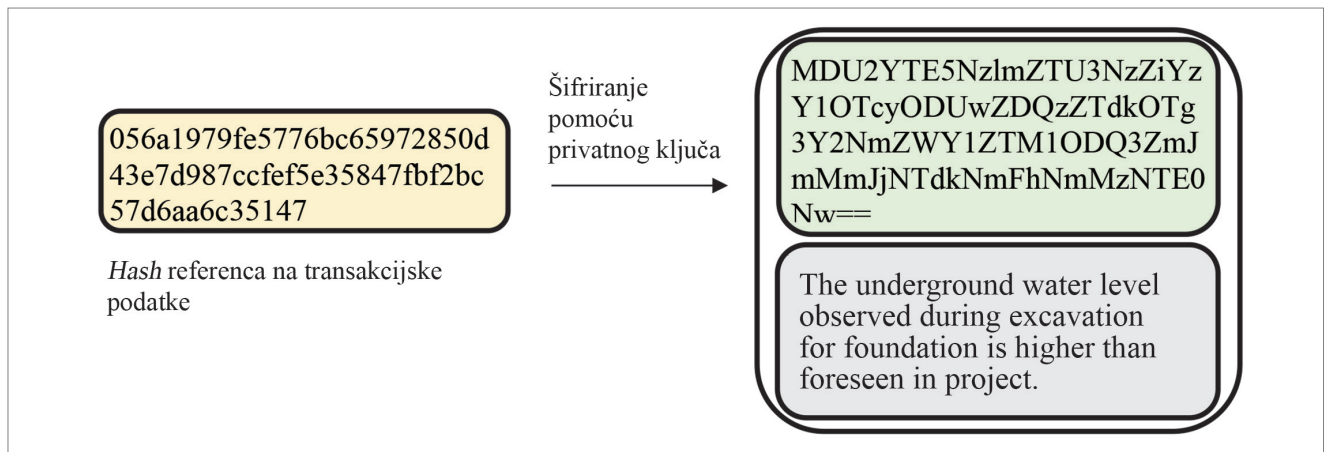 056a1979fe5776bc65972850d
43e7d987ccfef5e35847fbf2bc
57d6aa6c35147
Hash referenca na transakcijske
podatke
Šifriranje
pomoću
privatnog ključa
MDU2YTE5NzlmZTU3NzZiYz
Y1OTcyODUwZDQzZTdkOTg
3Y2NmZWY1ZTM1ODQ3ZmJ
mMmJjNTdkNmFhNmMzNTE0
Nw==
The underground water level
observed during excavation
for foundation is higher than
foreseen in project.